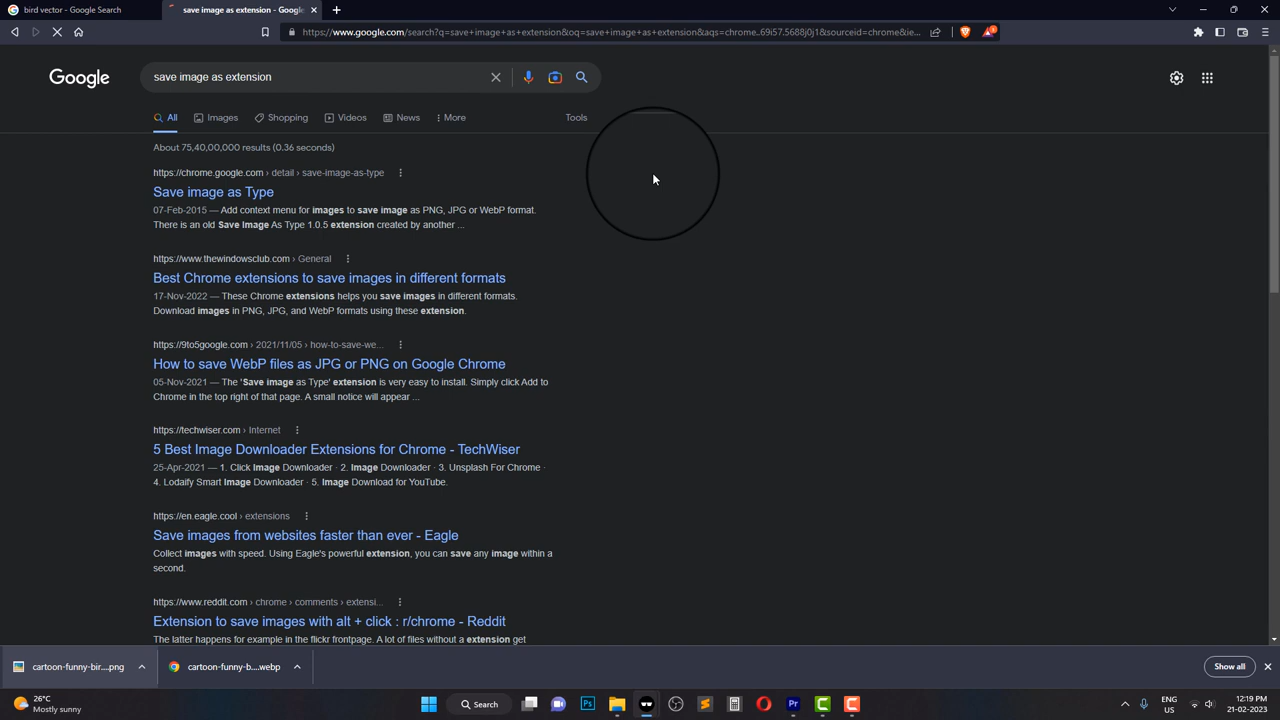 bird vector - Google Search
save image as extension - Googl
https://www.google.com/search?q=save+image+as+extension&oq=save+image+as+extension&aqs=chrome..69i57.5688j0j1&sourceid=chrome&ie...
Google
save image as extension
All
Images
Shopping
Videos
News
More
Tools
About 75,40,00,000 results (0.36 seconds)
https://chrome.google.com › detail › save-image-as-type
Save image as Type
07-Feb-2015 — Add context menu for images to save image as PNG, JPG or WebP format.
There is an old Save Image As Type 1.0.5 extension created by another ...
https://www.thewindowsclub.com › General
Best Chrome extensions to save images in different formats
17-Nov-2022 — These Chrome extensions helps you save images in different formats.
Download images in PNG, JPG, and WebP formats using these extension.
https://9to5google.com › 2021/11/05 › how-to-save-we...
How to save WebP files as JPG or PNG on Google Chrome
05-Nov-2021 — The 'Save image as Type' extension is very easy to install. Simply click Add to
Chrome in the top right of that page. A small notice will appear ...
https://techwiser.com › Internet
5 Best Image Downloader Extensions for Chrome - TechWiser
25-Apr-2021 — 1. Click Image Downloader · 2. Image Downloader · 3. Unsplash For Chrome ·
4. Lodaify Smart Image Downloader · 5. Image Download for YouTube.
https://en.eagle.cool › extensions
Save images from websites faster than ever - Eagle
Collect images with speed. Using Eagle's powerful extension, you can save any image within a
second.
https://www.reddit.com › chrome › comments › extensi...
Extension to save images with alt + click : r/chrome - Reddit
The latter happens for example in the flickr frontpage. A lot of files without a extension get
cartoon-funny-bir....png
cartoon-funny-b....webp
Show all
26°C
Mostly sunny
Search
Ps
Pr
ENG
US
12:19 PM
21-02-2023